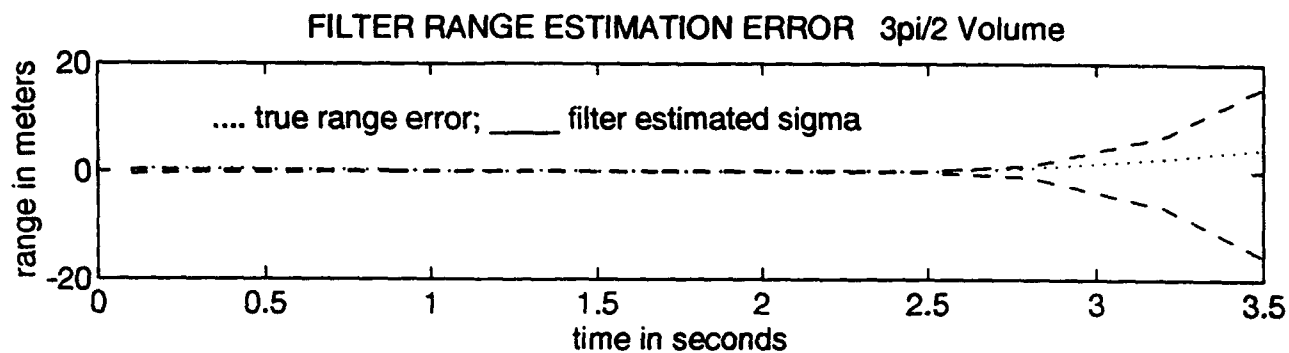 FILTER RANGE ESTIMATION ERROR 3pi/2 Volume
20
.... true range error; ____ filter estimated sigma
0
-20
range in meters
0 0.5 1 1.5 2 2.5 3 3.5
time in seconds